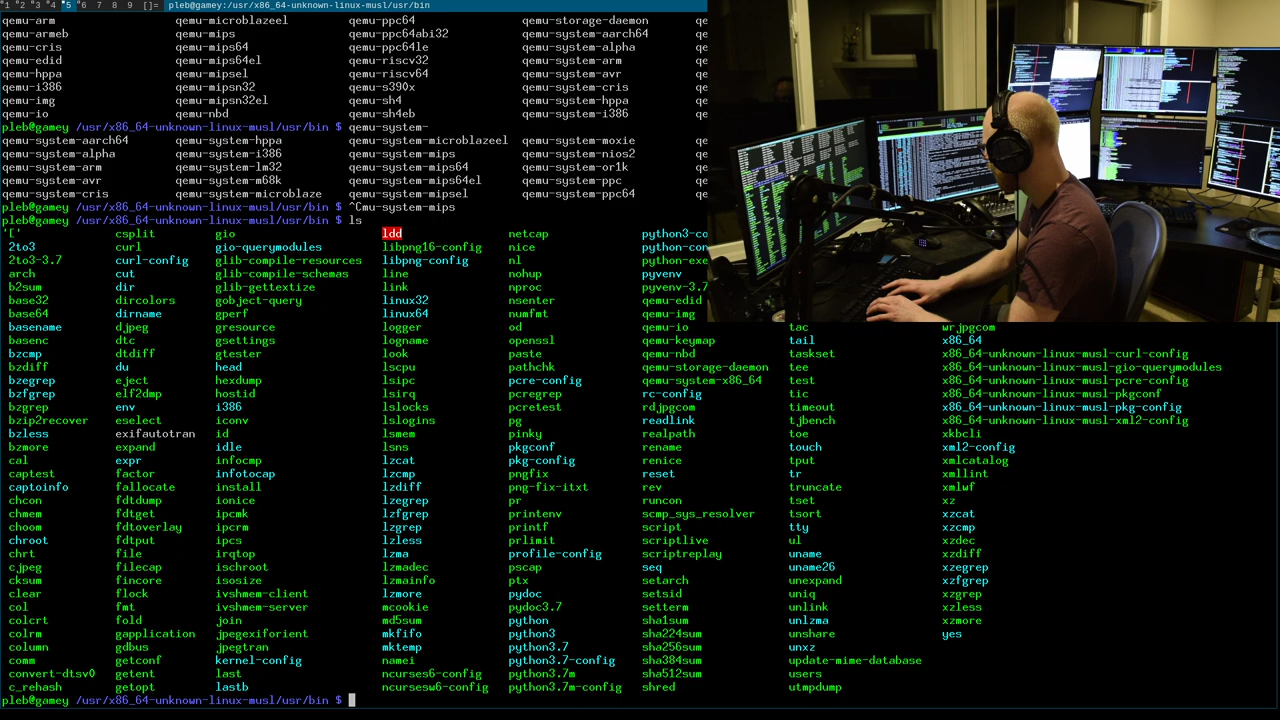 *1 *2 *3 *4 *5 *6 7 8 9 []= pleb@gamey:/usr/x86_64-unknown-linux-musl/usr/bin
qemu-arm qemu-microblazeel qemu-ppc64 qemu-storage-daemon qe
qemu-armeb qemu-mips qemu-ppc64abi32 qemu-system-aarch64 qe
qemu-cris qemu-mips64 qemu-ppc64le qemu-system-alpha qe
qemu-edid qemu-mips64el qemu-riscv32 qemu-system-arm qe
qemu-hppa qemu-mipsel qemu-riscv64 qemu-system-avr qe
qemu-i386 qemu-mipsn32 qemu-s390x qemu-system-cris qe
qemu-img qemu-mipsn32el qemu-sh4 qemu-system-hppa qe
qemu-io qemu-nbd qemu-sh4eb qemu-system-i386 qe
pleb@gamey /usr/x86_64-unknown-linux-musl/usr/bin $ qemu-system-
qemu-system-aarch64 qemu-system-hppa qemu-system-microblazeel qemu-system-moxie qe
qemu-system-alpha qemu-system-i386 qemu-system-mips qemu-system-nios2 qe
qemu-system-arm qemu-system-lm32 qemu-system-mips64 qemu-system-or1k qe
qemu-system-avr qemu-system-m68k qemu-system-mips64el qemu-system-ppc qe
qemu-system-cris qemu-system-microblaze qemu-system-mipsel qemu-system-ppc64 qe
pleb@gamey /usr/x86_64-unknown-linux-musl/usr/bin $ ^Cmu-system-mips
pleb@gamey /usr/x86_64-unknown-linux-musl/usr/bin $ ls
'[' csplit gio ldd netcap python3-co
2to3 curl gio-querymodules libpng16-config nice python-con
2to3-3.7 curl-config glib-compile-resources libpng-config nl python-exe
arch cut glib-compile-schemas line nohup pyvenv
b2sum dir glib-gettextize link nproc pyvenv-3.7
base32 dircolors gobject-query linux32 nsenter qemu-edid
base64 dirname gperf linux64 numfmt qemu-img
basename djpeg gresource logger od qemu-io tac wrjpgcom
basenc dtc gsettings logname openssl qemu-keymap tail x86_64
bzcmp dtdiff gtester look paste qemu-nbd taskset x86_64-unknown-linux-musl-curl-config
bzdiff du head lscpu pathchk qemu-storage-daemon tee x86_64-unknown-linux-musl-gio-querymodules
bzegrep eject hexdump lsipc pcre-config qemu-system-x86_64 test x86_64-unknown-linux-musl-pcre-config
bzfgrep elf2dmp hostid lsirq pcregrep rc-config tic x86_64-unknown-linux-musl-pkgconf
bzgrep env i386 lslocks pcretest rdjpgcom timeout x86_64-unknown-linux-musl-pkg-config
bzip2recover eselect iconv lslogins pg readlink tjbench x86_64-unknown-linux-musl-xml2-config
bzless exifautotran id lsmem pinky realpath toe xkbcli
bzmore expand idle lsns pkgconf rename touch xml2-config
cal expr infocmp lzcat pkg-config renice tput xmlcatalog
captest factor infotocap lzcmp pngfix reset tr xmllint
captoinfo fallocate install lzdiff png-fix-itxt rev truncate xmlwf
chcon fdtdump ionice lzegrep pr runcon tset xz
chmem fdtget ipcmk lzfgrep printenv scmp_sys_resolver tsort xzcat
choom fdtoverlay ipcrm lzgrep printf script tty xzcmp
chroot fdtput ipcs lzless prlimit scriptlive ul xzdec
chrt file irqtop lzma profile-config scriptreplay uname xzdiff
cjpeg filecap ischroot lzmadec pscap seq uname26 xzegrep
cksum fincore isosize lzmainfo ptx setarch unexpand xzfgrep
clear flock ivshmem-client lzmore pydoc setsid uniq xzgrep
col fmt ivshmem-server mcookie pydoc3.7 setterm unlink xzless
colcrt fold join md5sum python sha1sum unlzma xzmore
colrm gapplication jpegexiforient mkfifo python3 sha224sum unshare yes
column gdbus jpegtran mktemp python3.7 sha256sum unxz
comm getconf kernel-config namei python3.7-config sha384sum update-mime-database
convert-dtsv0 getent last ncurses6-config python3.7m sha512sum users
c_rehash getopt lastb ncursesw6-config python3.7m-config shred utmpdump
pleb@gamey /usr/x86_64-unknown-linux-musl/usr/bin $